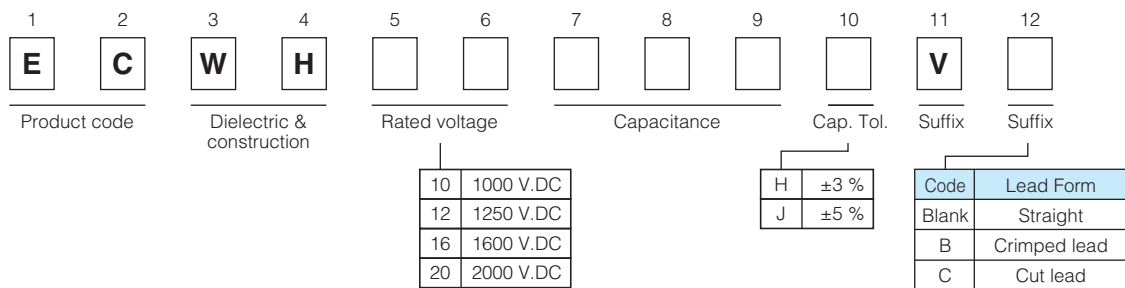 1 2 3 4 5 6 7 8 9 10 11 12
E C W H V
Product code Dielectric & Rated voltage Capacitance Cap. Tol. Suffix Suffix
construction
10 1000 V.DC H ±3 % Code Lead Form
12 1250 V.DC J ±5 % Blank Straight
16 1600 V.DC B Crimped lead
20 2000 V.DC C Cut lead